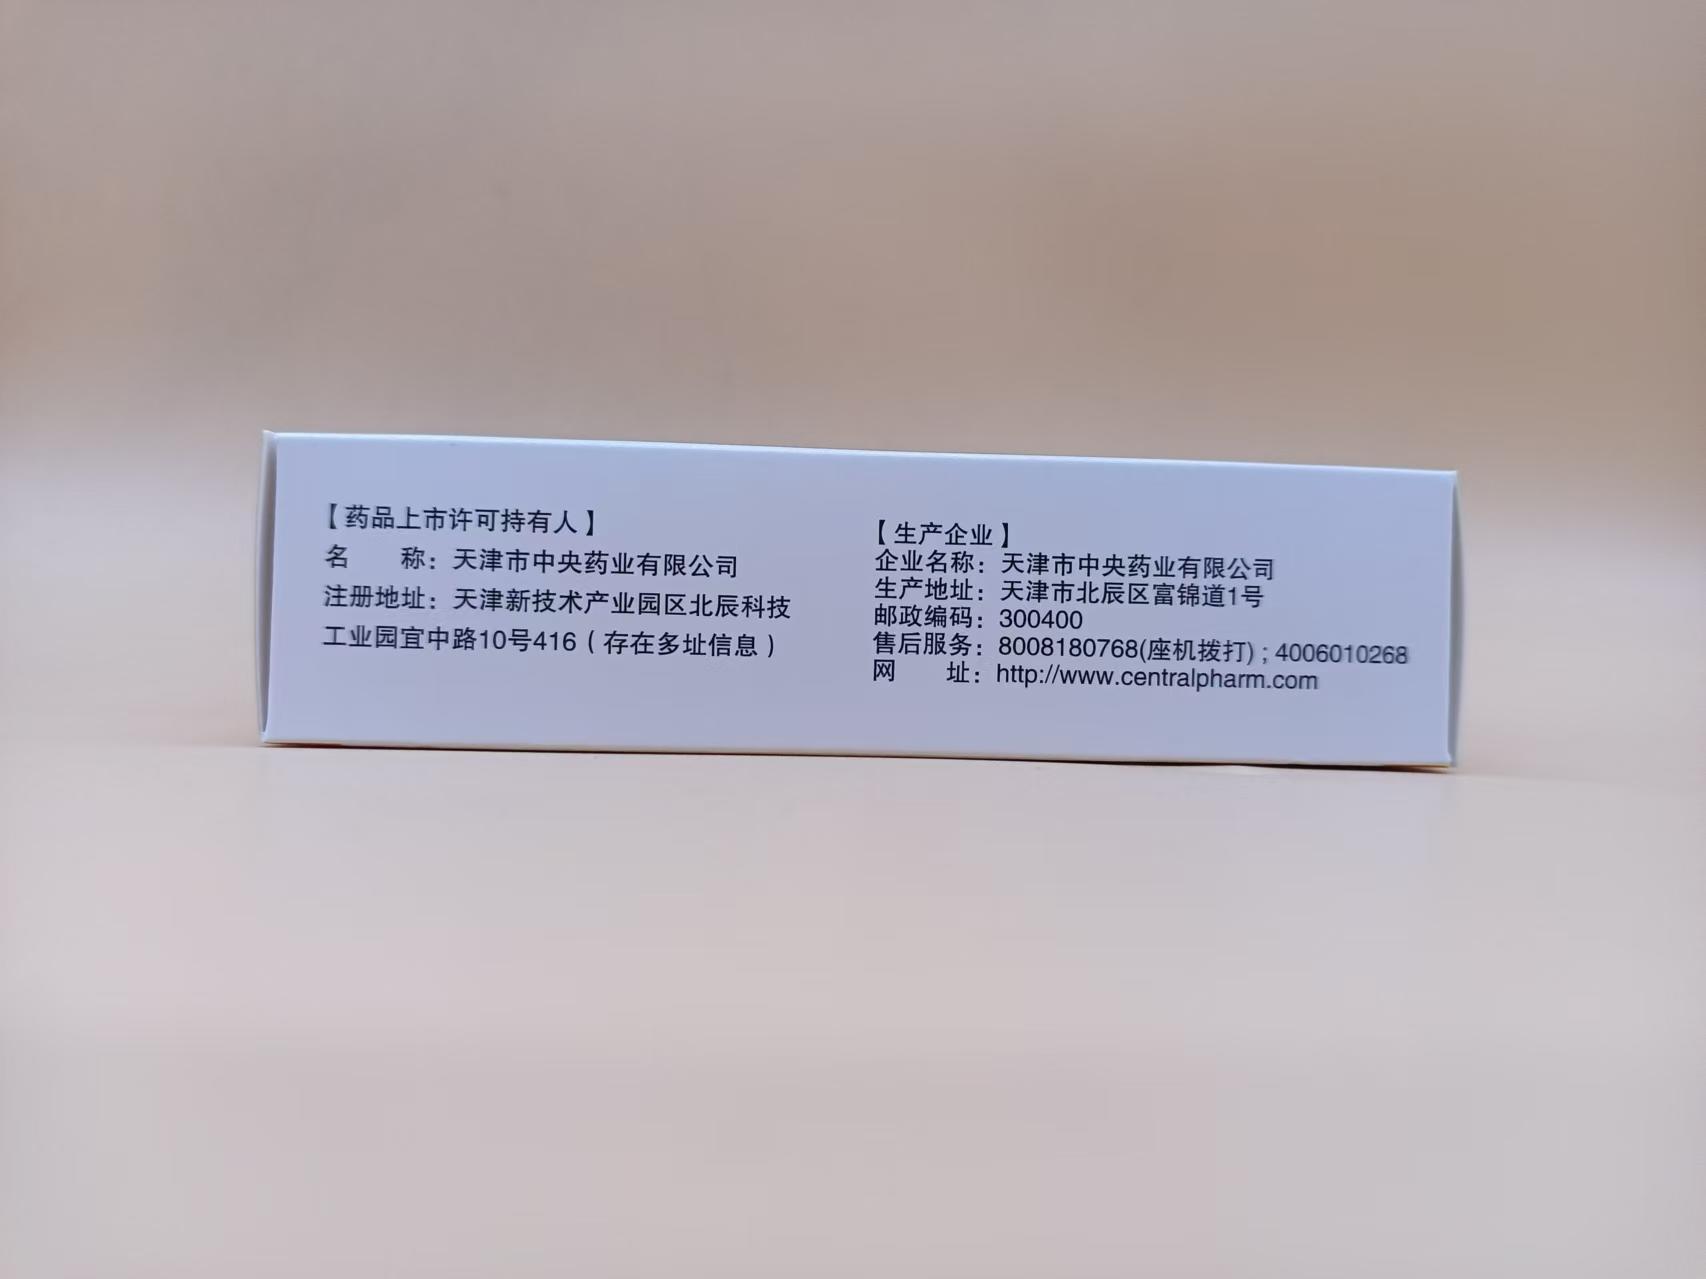 【药品上市许可持有人】
名　　称：天津市中央药业有限公司
注册地址：天津新技术产业园区北辰科技
工业园宜中路10号416（存在多址信息）
【生产企业】
企业名称：天津市中央药业有限公司
生产地址：天津市北辰区富锦道1号
邮政编码：300400
售后服务：8008180768(座机拨打)；4006010268
网　　址：http://www.centralpharm.com